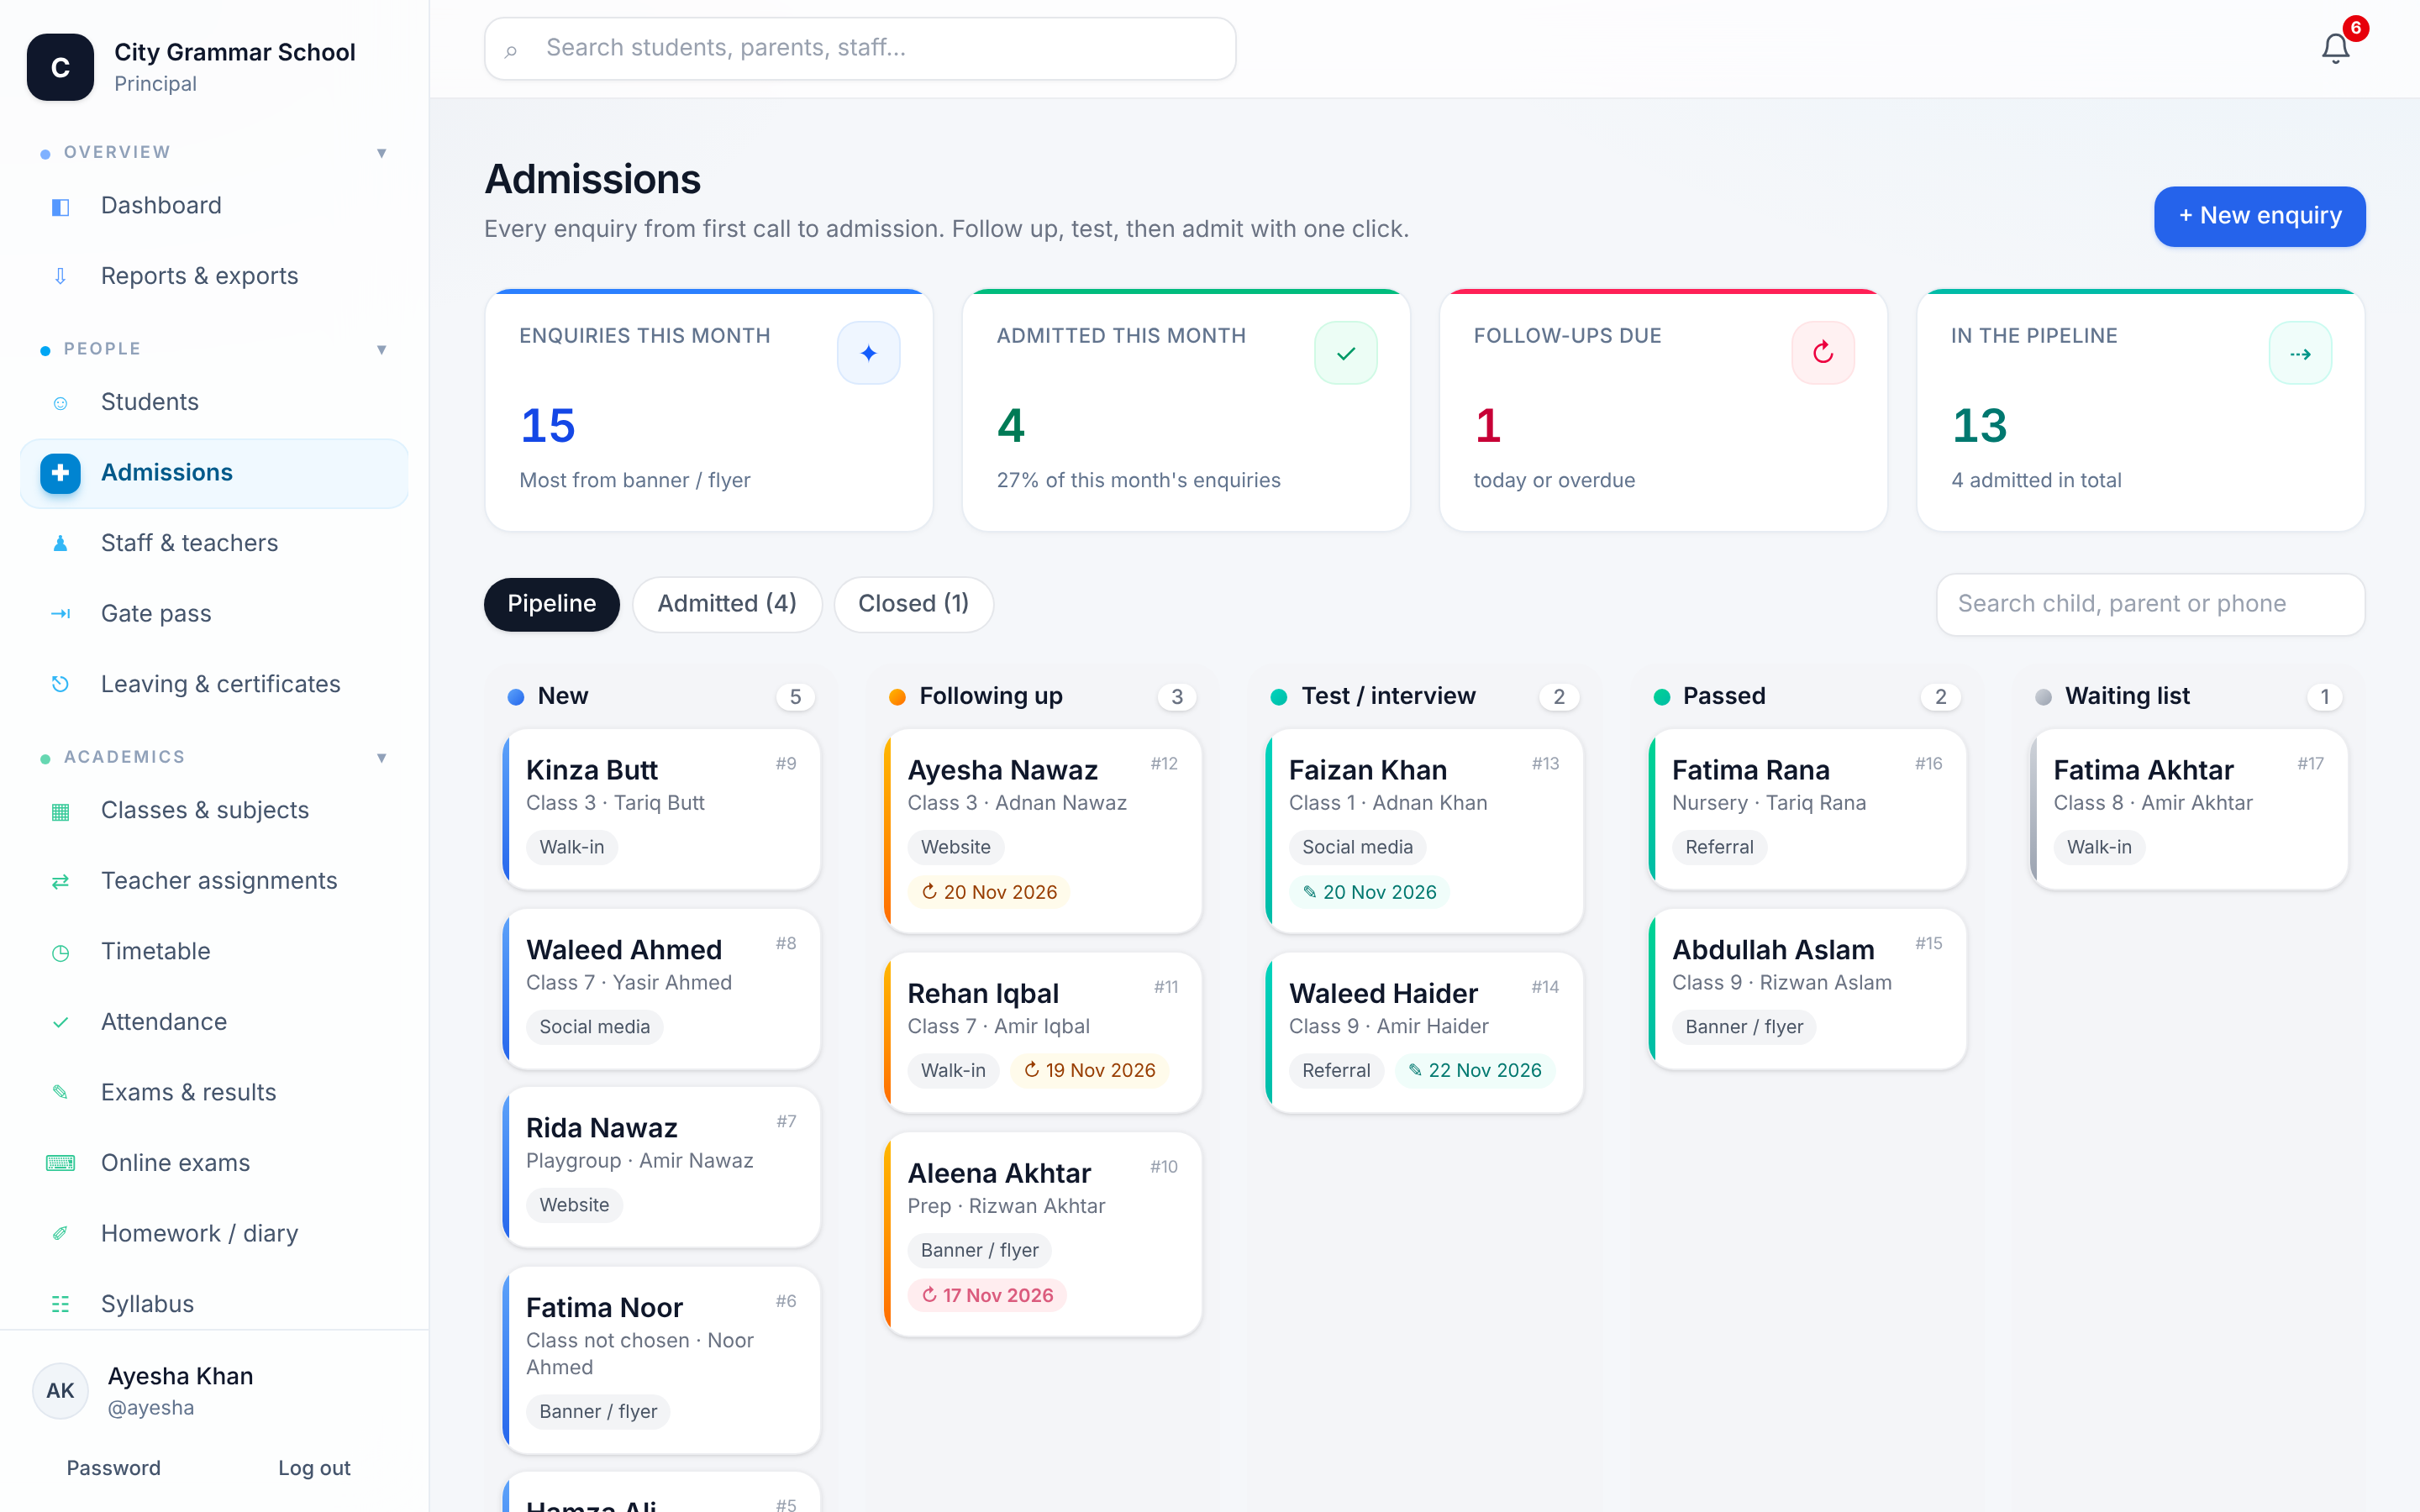 C
City Grammar School
Principal
OVERVIEW
Dashboard
Reports & exports
PEOPLE
Students
Admissions
Staff & teachers
Gate pass
Leaving & certificates
ACADEMICS
Classes & subjects
Teacher assignments
Timetable
Attendance
Exams & results
Online exams
Homework / diary
Syllabus
AK
Ayesha Khan
@ayesha
Password
Log out
Search students, parents, staff...
6
Admissions
Every enquiry from first call to admission. Follow up, test, then admit with one click.
+ New enquiry
ENQUIRIES THIS MONTH
15
Most from banner / flyer
ADMITTED THIS MONTH
4
27% of this month's enquiries
FOLLOW-UPS DUE
1
today or overdue
IN THE PIPELINE
13
4 admitted in total
Pipeline
Admitted (4)
Closed (1)
Search child, parent or phone
New 5
Kinza Butt #9
Class 3 · Tariq Butt
Walk-in
Waleed Ahmed #8
Class 7 · Yasir Ahmed
Social media
Rida Nawaz #7
Playgroup · Amir Nawaz
Website
Fatima Noor #6
Class not chosen · Noor
Ahmed
Banner / flyer
Hamza Ali #5
Following up 3
Ayesha Nawaz #12
Class 3 · Adnan Nawaz
Website
20 Nov 2026
Rehan Iqbal #11
Class 7 · Amir Iqbal
Walk-in 19 Nov 2026
Aleena Akhtar #10
Prep · Rizwan Akhtar
Banner / flyer
17 Nov 2026
Test / interview 2
Faizan Khan #13
Class 1 · Adnan Khan
Social media
20 Nov 2026
Waleed Haider #14
Class 9 · Amir Haider
Referral 22 Nov 2026
Passed 2
Fatima Rana #16
Nursery · Tariq Rana
Referral
Abdullah Aslam #15
Class 9 · Rizwan Aslam
Banner / flyer
Waiting list 1
Fatima Akhtar #17
Class 8 · Amir Akhtar
Walk-in